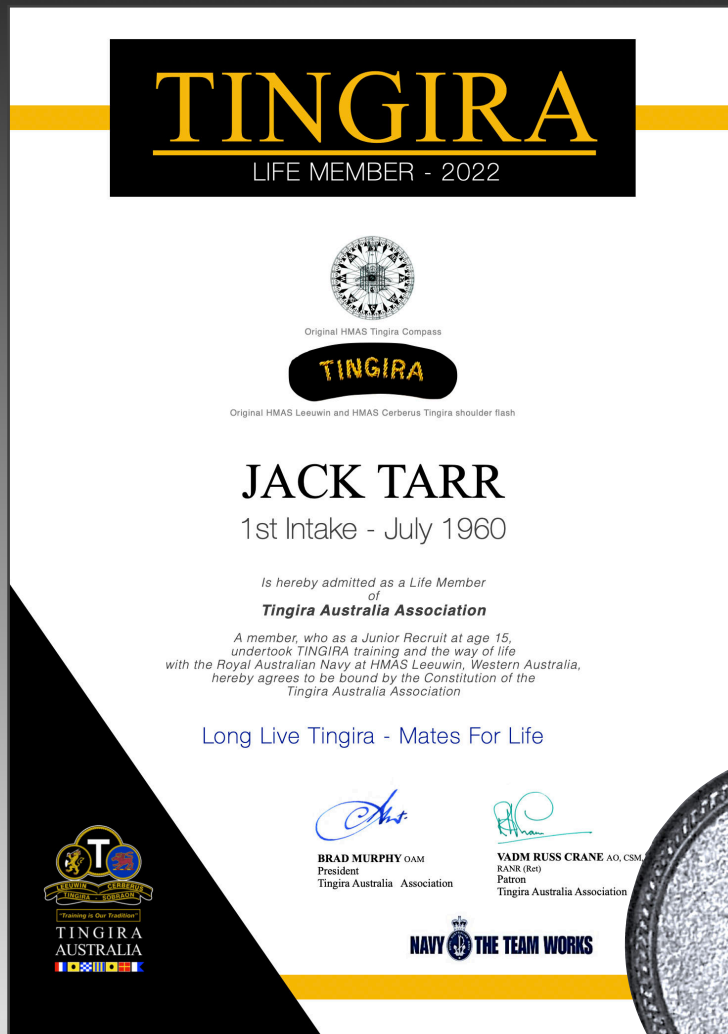 TINGIRA
LIFE MEMBER - 2022
Original HMAS Tingira Compass
TINGIRA
Original HMAS Leeuwin and HMAS Cerberus Tingira shoulder flash
JACK TARR
1st Intake - July 1960
Is hereby admitted as a Life Member
of
Tingira Australia Association
A member, who as a Junior Recruit at age 15,
undertook TINGIRA training and the way of life
with the Royal Australian Navy at HMAS Leeuwin, Western Australia,
hereby agrees to be bound by the Constitution of the
Tingira Australia Association
Long Live Tingira - Mates For Life
BRAD MURPHY OAM
President
Tingira Australia Association
VADM RUSS CRANE AO, CSM,
RANR (Ret)
Patron
Tingira Australia Association
T
LEEUWIN CERBERUS
TINGIRA - SOBRAON
"Training is Our Tradition"
TINGIRA
AUSTRALIA
NAVY THE TEAM WORKS